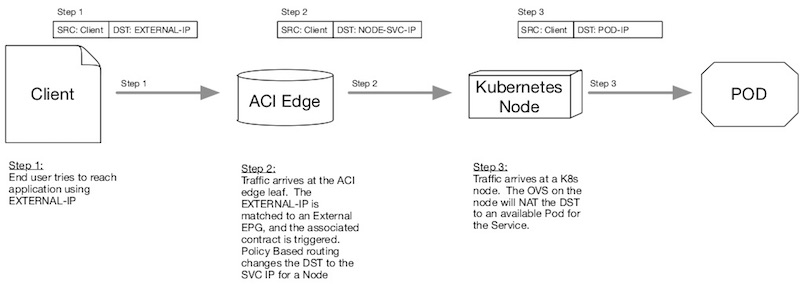 Step 1
Step 2
Step 3
SRC: Client DST: EXTERNAL-IP
SRC: Client DST: NODE-SVC-IP
SRC: Client DST: POD-IP
Client
Step 1
ACI Edge
Step 2
Kubernetes
Node
Step 3
POD
Step 1:
End user tries to reach
application using
EXTERNAL-IP
Step 2:
Traffic arrives at the ACI
edge leaf. The
EXTERNAL-IP is
matched to an External
EPG, and the associated
contract is triggered.
Policy Based routing
changes the DST to the
SVC IP for a Node
Step 3:
Traffic arrives at a K8s
node. The OVS on the
node will NAT the DST
to an available Pod for
the Service.